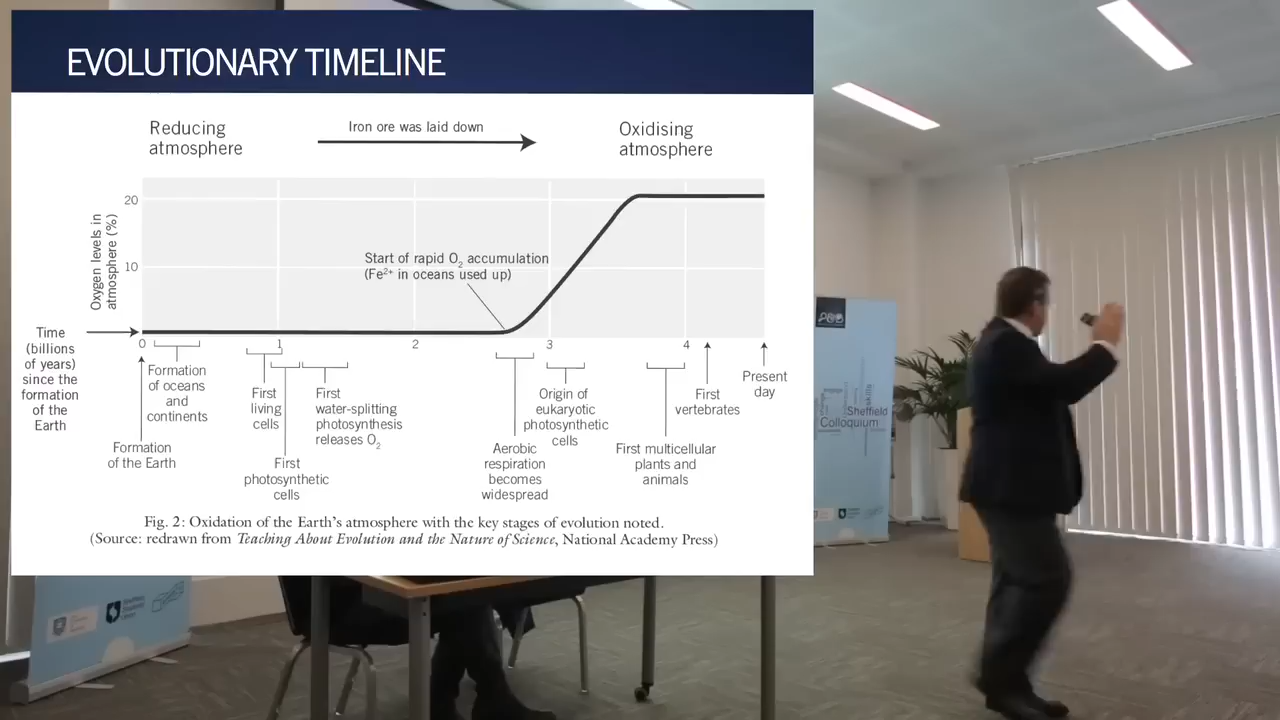 EVOLUTIONARY TIMELINE
Reducing
atmosphere
Iron ore was laid down
Oxidising
atmosphere
Oxygen levels in
atmosphere (%)
20
10
Start of rapid O₂ accumulation
(Fe²⁺ in oceans used up)
Time
(billions
of years)
since the
formation
of the
Earth
0
1
2
3
4
Formation
of the Earth
Formation
of oceans
and
continents
First
living
cells
First
photosynthetic
cells
First
water-splitting
photosynthesis
releases O₂
Aerobic
respiration
becomes
widespread
Origin of
eukaryotic
photosynthetic
cells
First multicellular
plants and
animals
First
vertebrates
Present
day
Fig. 2: Oxidation of the Earth's atmosphere with the key stages of evolution noted.
(Source: redrawn from Teaching About Evolution and the Nature of Science, National Academy Press)
skills
Sheffield
Colloquium